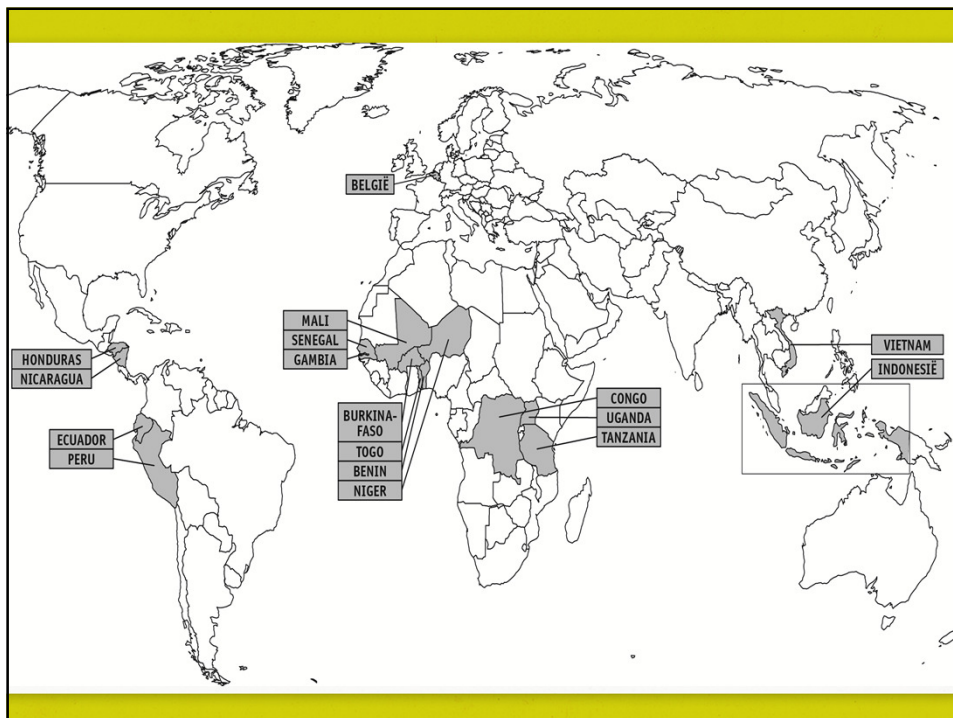 BELGIË
MALI
SENEGAL
GAMBIA
HONDURAS
NICARAGUA
ECUADOR
PERU
BURKINA-
FASO
TOGO
BENIN
NIGER
CONGO
UGANDA
TANZANIA
VIETNAM
INDONESIË